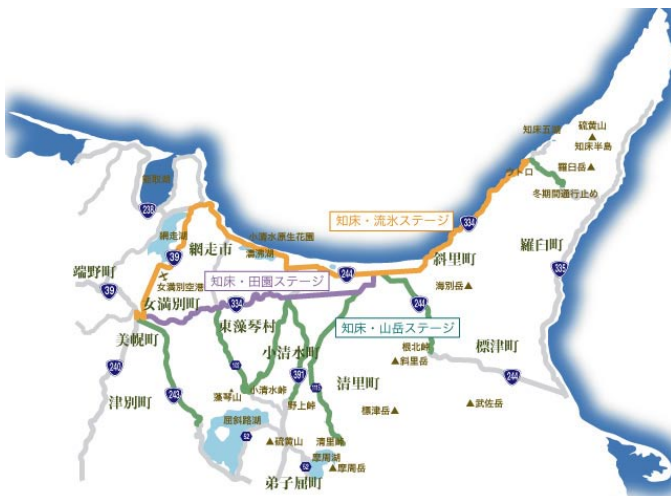 知床五湖
硫黄山
知床半島
ウトロ
羅臼岳
冬期間通行止め
能取湖
238
知床・流氷ステージ
334
網走湖
小清水原生花園
濤沸湖
網走市
39
羅臼町
335
端野町
39
知床・田園ステージ
244
斜里町
女満別空港
海別岳
女満別町
334
244
東藻琴村
知床・山岳ステージ
美幌町
小清水町
根北峠
標津町
斜里岳
240
391
清里町
244
津別町
243
藻琴山
小清水峠
野上峠
標津岳
武佐岳
屈斜路湖
52
硫黄山
清里峠
摩周湖
52
摩周岳
弟子屈町